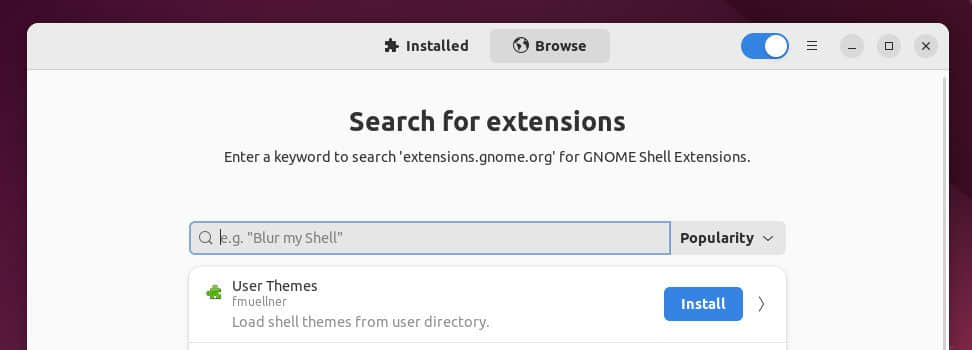 Installed
Browse
Search for extensions
Enter a keyword to search 'extensions.gnome.org' for GNOME Shell Extensions.
e.g. "Blur my Shell"
Popularity
User Themes
fmuellner
Load shell themes from user directory.
Install